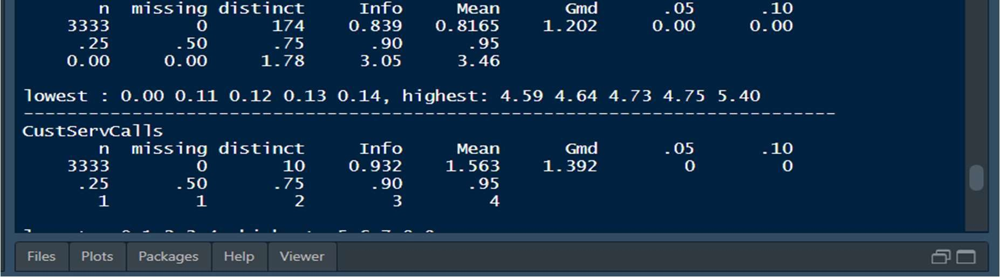 n missing distinct Info Mean Gmd .05 .10
3333 0 174 0.839 0.8165 1.202 0.00 0.00
.25 .50 .75 .90 .95
0.00 0.00 1.78 3.05 3.46
lowest : 0.00 0.11 0.12 0.13 0.14, highest: 4.59 4.64 4.73 4.75 5.40
--------------------------------------------------------------------------------
CustServCalls
n missing distinct Info Mean Gmd .05 .10
3333 0 10 0.932 1.563 1.392 0 0
.25 .50 .75 .90 .95
1 1 2 3 4
Files Plots Packages Help Viewer